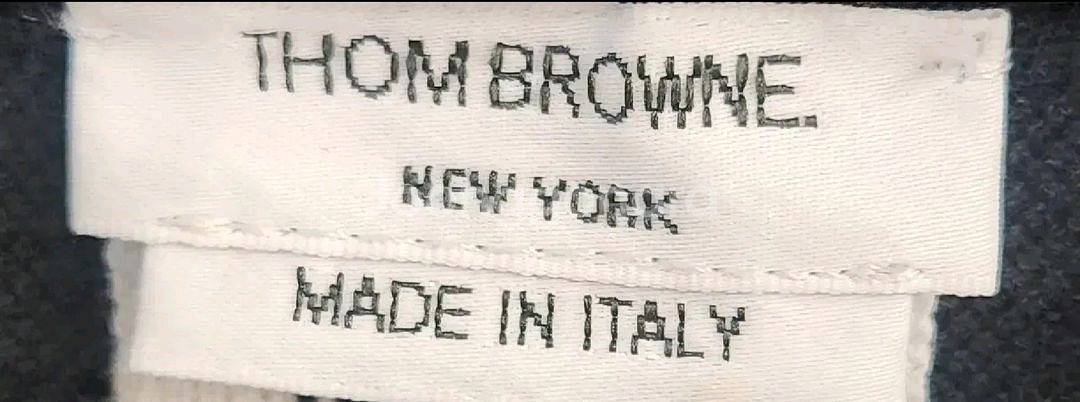 THOM BROWNE.
NEW YORK
MADE IN ITALY